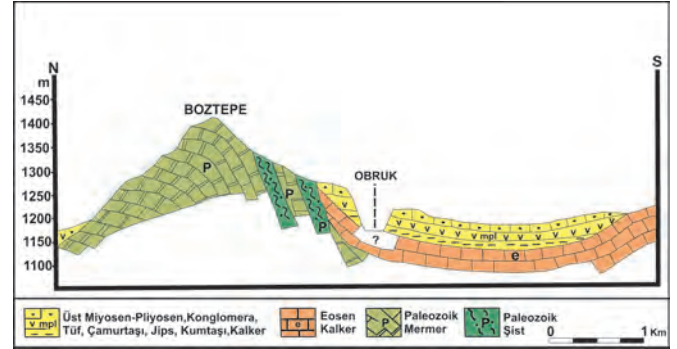 N
S
m
1450
1400
1350
1300
1250
1200
1150
1100
BOZTEPE
OBRUK
P
P
P
?
v
v
v v v mpl v v v
e
v mpl
Üst Miyosen-Pliyosen,Konglomera,
Tüf, Çamurtaşı, Jips, Kumtaşı,Kalker
e
Eosen
Kalker
P
Paleozoik
Mermer
P
Paleozoik
Şist
0 1 Km